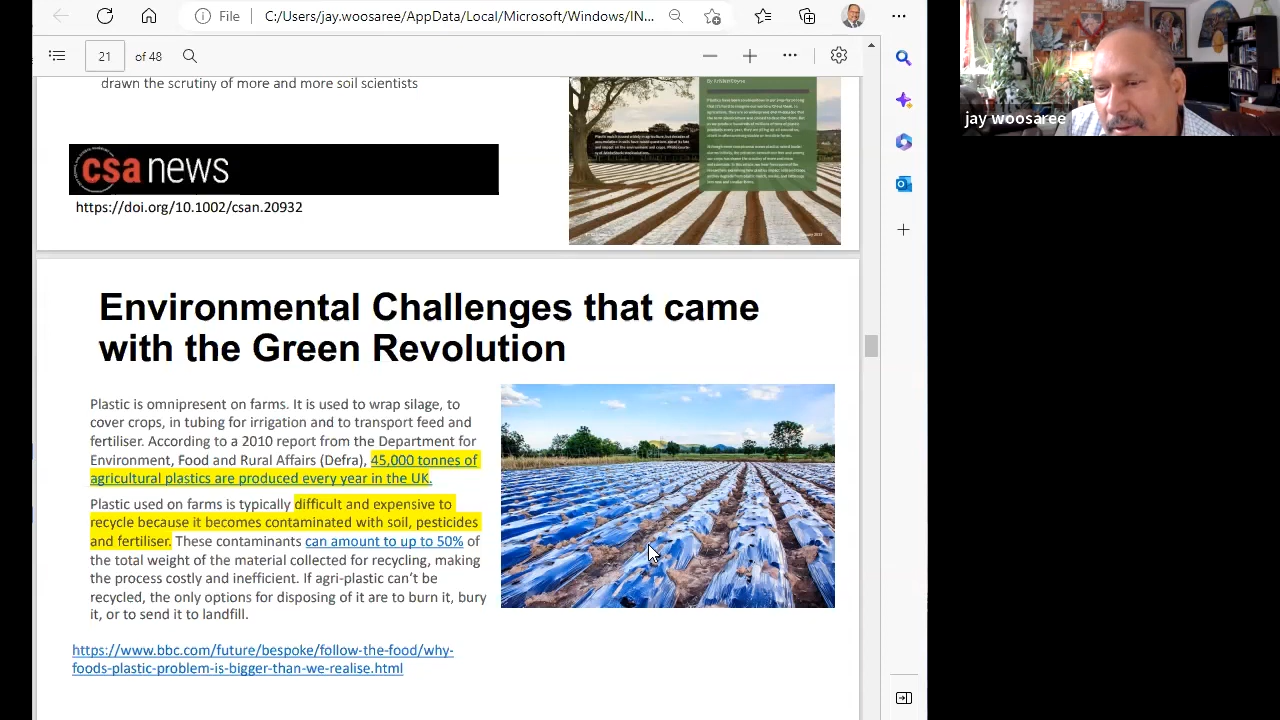 File
C:/Users/jay.woosaree/AppData/Local/Microsoft/Windows/IN...
21
of 48
drawn the scrutiny of more and more soil scientists
csa news
https://doi.org/10.1002/csan.20932
jay woosaree
Environmental Challenges that came
with the Green Revolution
Plastic is omnipresent on farms. It is used to wrap silage, to
cover crops, in tubing for irrigation and to transport feed and
fertiliser. According to a 2010 report from the Department for
Environment, Food and Rural Affairs (Defra), 45,000 tonnes of
agricultural plastics are produced every year in the UK.
Plastic used on farms is typically difficult and expensive to
recycle because it becomes contaminated with soil, pesticides
and fertiliser. These contaminants can amount to up to 50% of
the total weight of the material collected for recycling, making
the process costly and inefficient. If agri-plastic can't be
recycled, the only options for disposing of it are to burn it, bury
it, or to send it to landfill.
https://www.bbc.com/future/bespoke/follow-the-food/why-
foods-plastic-problem-is-bigger-than-we-realise.html